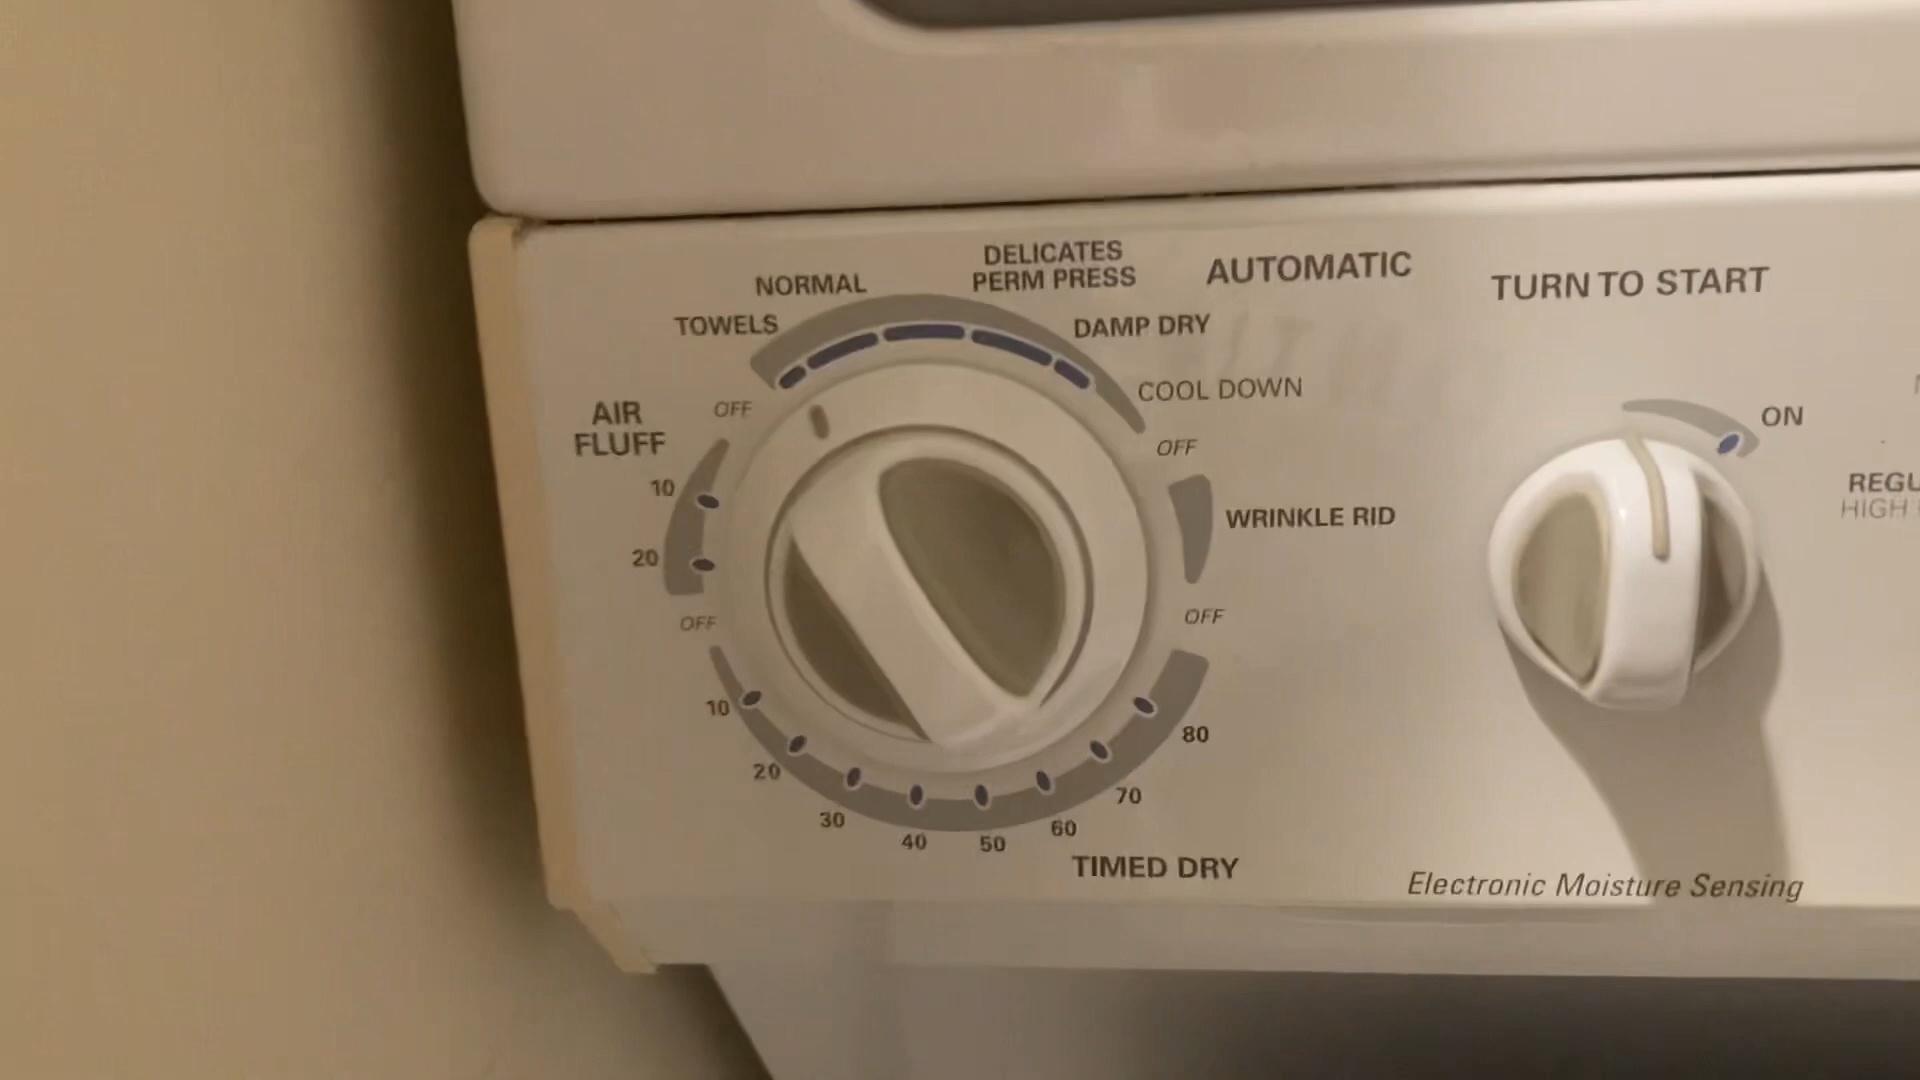 DELICATES
PERM PRESS
NORMAL
AUTOMATIC
TURN TO START
TOWELS
DAMP DRY
COOL DOWN
OFF
AIR
FLUFF
ON
OFF
10
WRINKLE RID
REGU
HIGH
20
OFF
OFF
10
80
20
70
30
60
40
50
TIMED DRY
Electronic Moisture Sensing